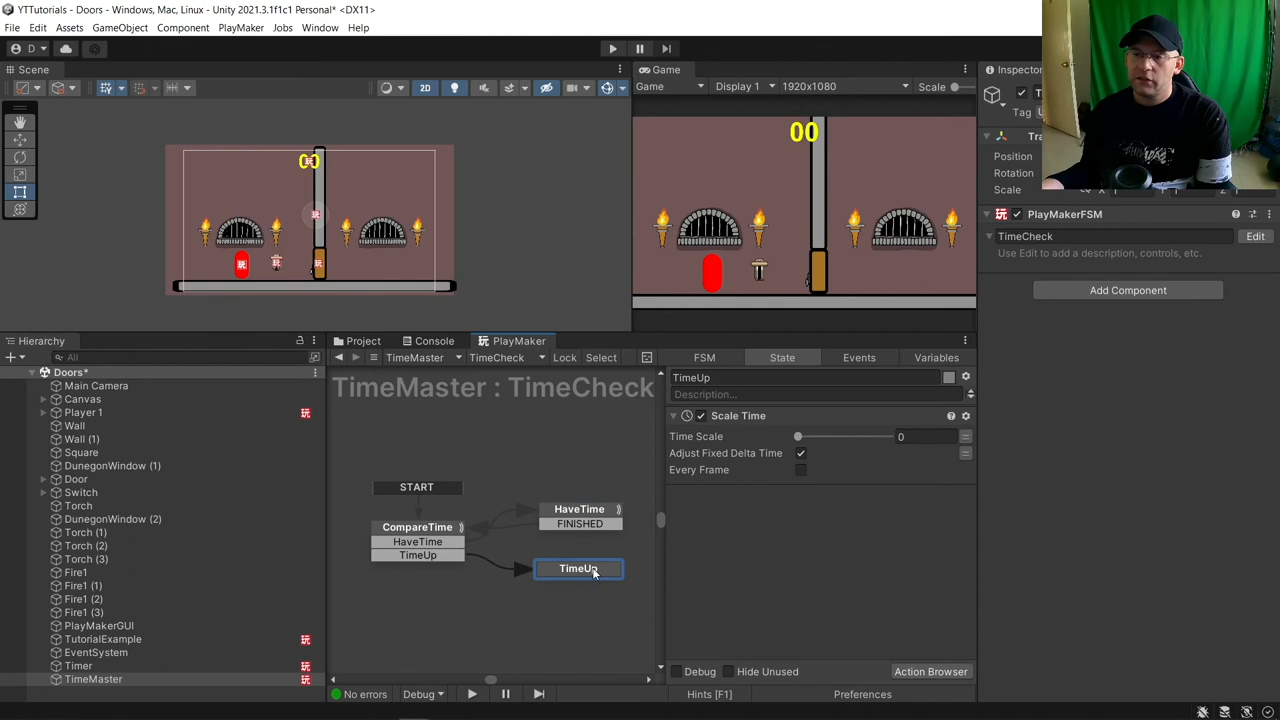 YTTutorials - Doors - Windows, Mac, Linux - Unity 2021.3.1f1c1 Personal* <DX11>
File Edit Assets GameObject Component PlayMaker Jobs Window Help
D
Scene
Game
Inspector
2D
Game Display 1 1920x1080 Scale
Tag
00
00
Position
Rotation
Scale
PlayMakerFSM
TimeCheck Edit
Use Edit to add a description, controls, etc.
Add Component
Hierarchy
Project Console PlayMaker
All
TimeMaster TimeCheck Lock Select
FSM State Events Variables
Doors*
Main Camera
Canvas
Player 1
Wall
Wall (1)
Square
DunegonWindow (1)
Door
Switch
Torch
DunegonWindow (2)
Torch (1)
Torch (2)
Torch (3)
Fire1
Fire1 (1)
Fire1 (2)
Fire1 (3)
PlayMakerGUI
TutorialExample
EventSystem
Timer
TimeMaster
TimeMaster : TimeCheck
START
CompareTime
HaveTime
TimeUp
HaveTime
FINISHED
TimeUp
TimeUp
Description...
Scale Time
Time Scale 0
Adjust Fixed Delta Time
Every Frame
Debug Hide Unused Action Browser
No errors Debug Hints [F1] Preferences